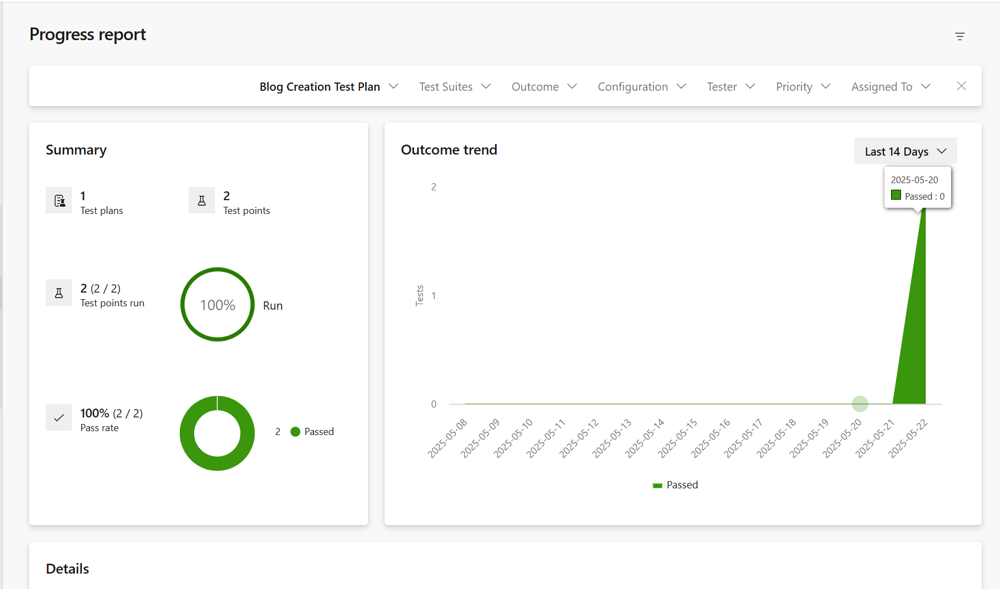 Progress report
Blog Creation Test Plan Test Suites Outcome Configuration Tester Priority Assigned To
Summary
1
Test plans
2
Test points
2 (2 / 2)
Test points run
100%
Run
100% (2 / 2)
Pass rate
2 Passed
Outcome trend
Last 14 Days
2025-05-20
Passed : 0
2
Tests
1
0
2025-05-08
2025-05-09
2025-05-10
2025-05-11
2025-05-12
2025-05-13
2025-05-14
2025-05-15
2025-05-16
2025-05-17
2025-05-18
2025-05-19
2025-05-20
2025-05-21
2025-05-22
Passed
Details